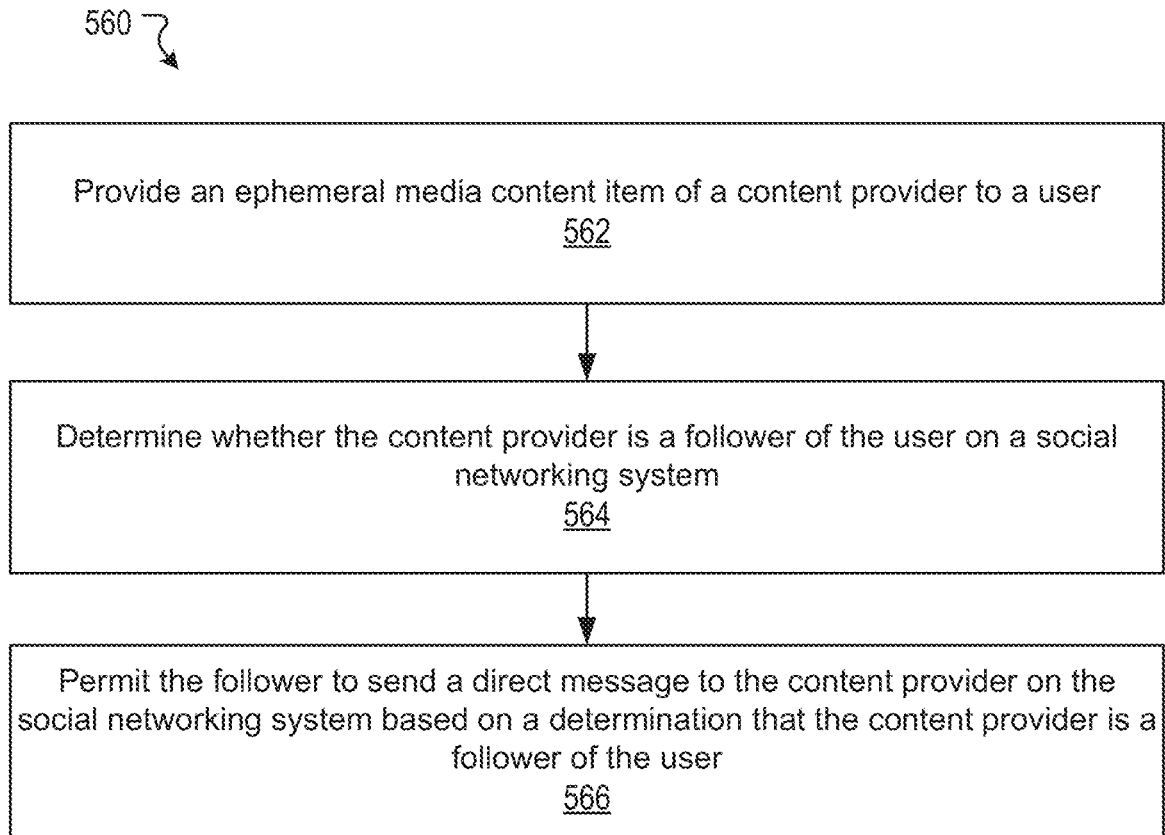 560
Provide an ephemeral media content item of a content provider to a user
562
Determine whether the content provider is a follower of the user on a social
networking system
564
Permit the follower to send a direct message to the content provider on the
social networking system based on a determination that the content provider is a
follower of the user
566